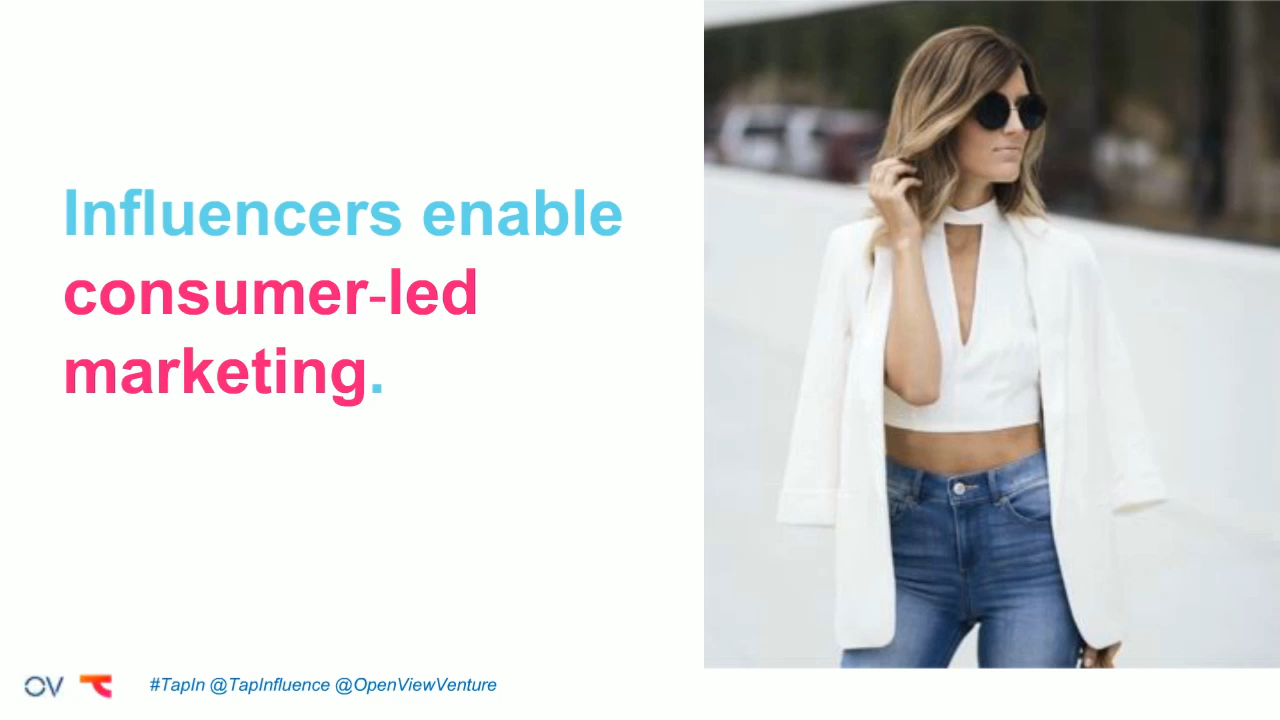 Influencers enable
consumer-led
marketing.
OV
#TapIn @TapInfluence @OpenViewVenture